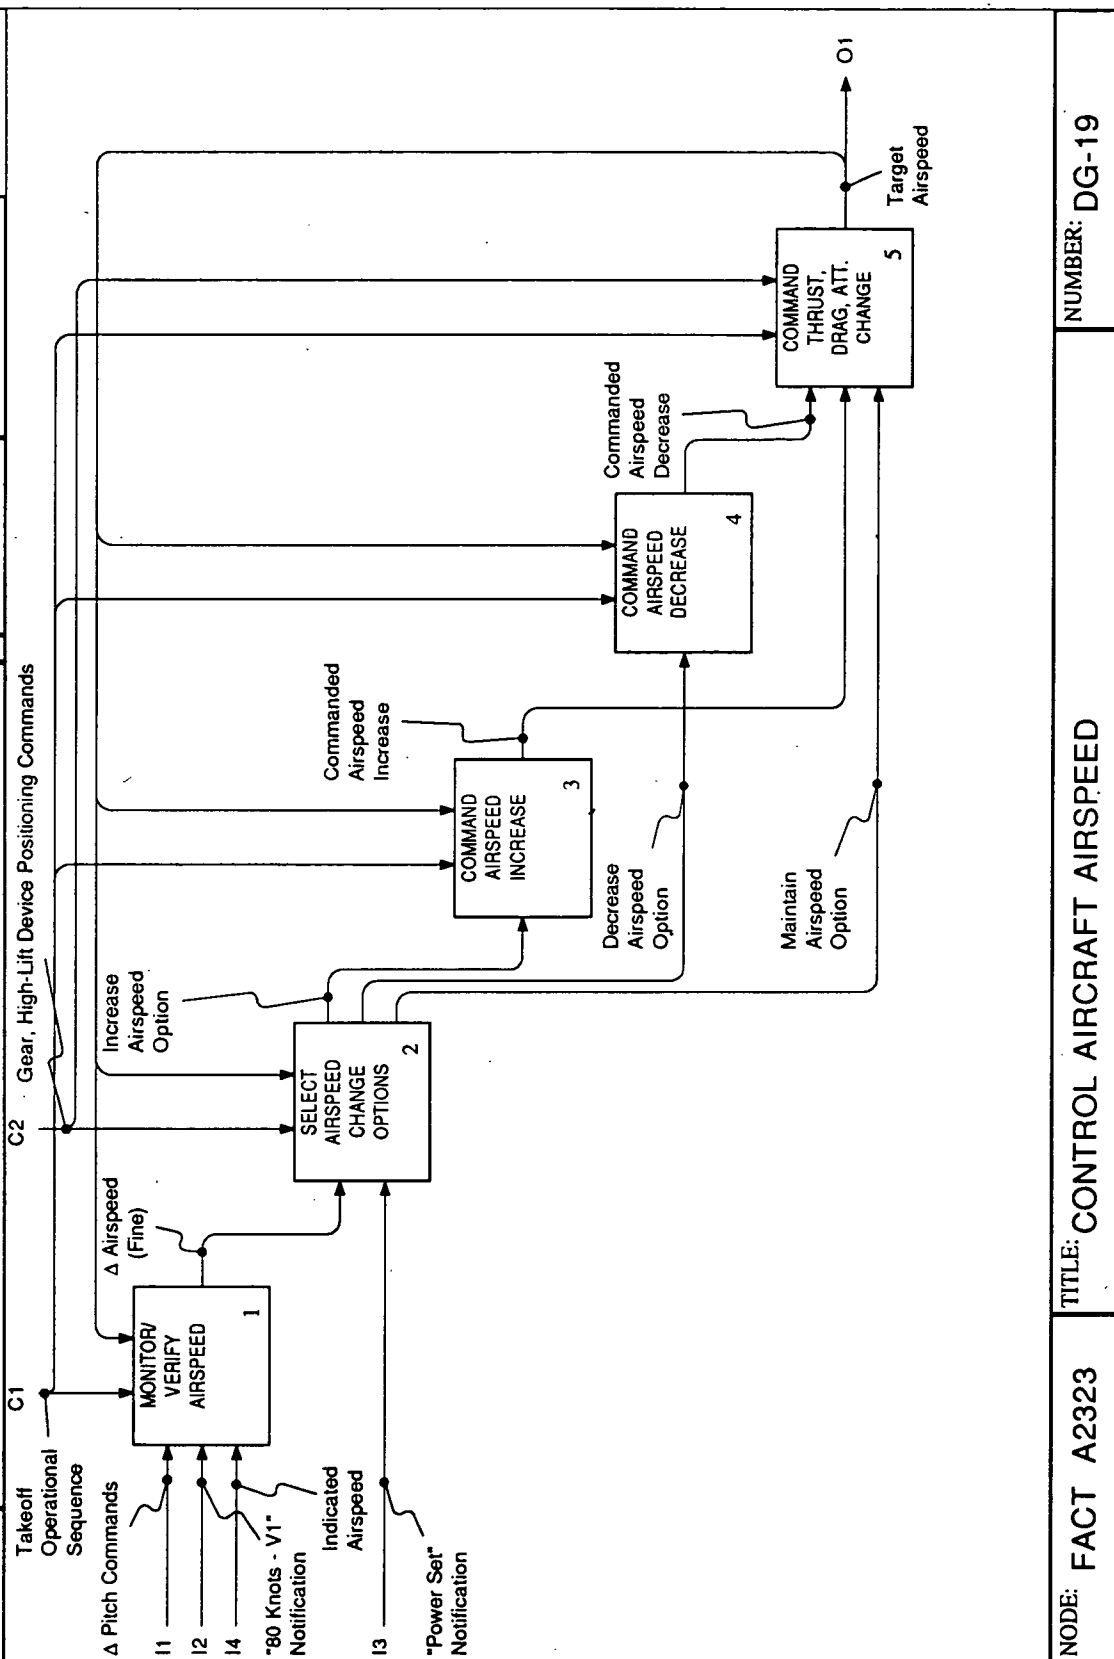 C1
C2
Takeoff
Operational
Sequence
Gear, High-Lift Device Positioning Commands
Δ Pitch Commands
I1
I2
I4
"80 Knots - V1"
Notification
Indicated
Airspeed
I3
"Power Set"
Notification
MONITOR/
VERIFY
AIRSPEED
1
Δ Airspeed
(Fine)
SELECT
AIRSPEED
CHANGE
OPTIONS
2
Increase
Airspeed
Option
Decrease
Airspeed
Option
Maintain
Airspeed
Option
COMMAND
AIRSPEED
INCREASE
3
Commanded
Airspeed
Increase
COMMAND
AIRSPEED
DECREASE
4
Commanded
Airspeed
Decrease
COMMAND
THRUST,
DRAG, ATT.
CHANGE
5
Target
Airspeed
O1
NODE: FACT A2323
TITLE: CONTROL AIRCRAFT AIRSPEED
NUMBER: DG-19